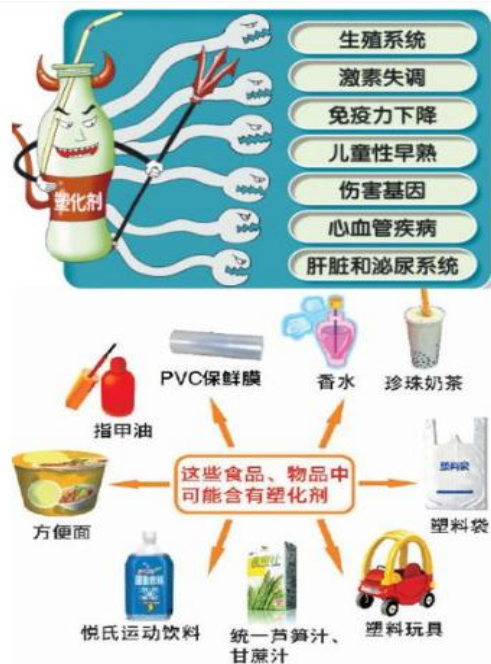 塑化剂
生殖系统
激素失调
免疫力下降
儿童性早熟
伤害基因
心血管疾病
肝脏和泌尿系统
PVC保鲜膜
香水
珍珠奶茶
指甲油
这些食品、物品中
可能含有塑化剂
方便面
塑料袋
塑料袋
悦氏运动饮料
统一芦笋汁、
甘蔗汁
塑料玩具